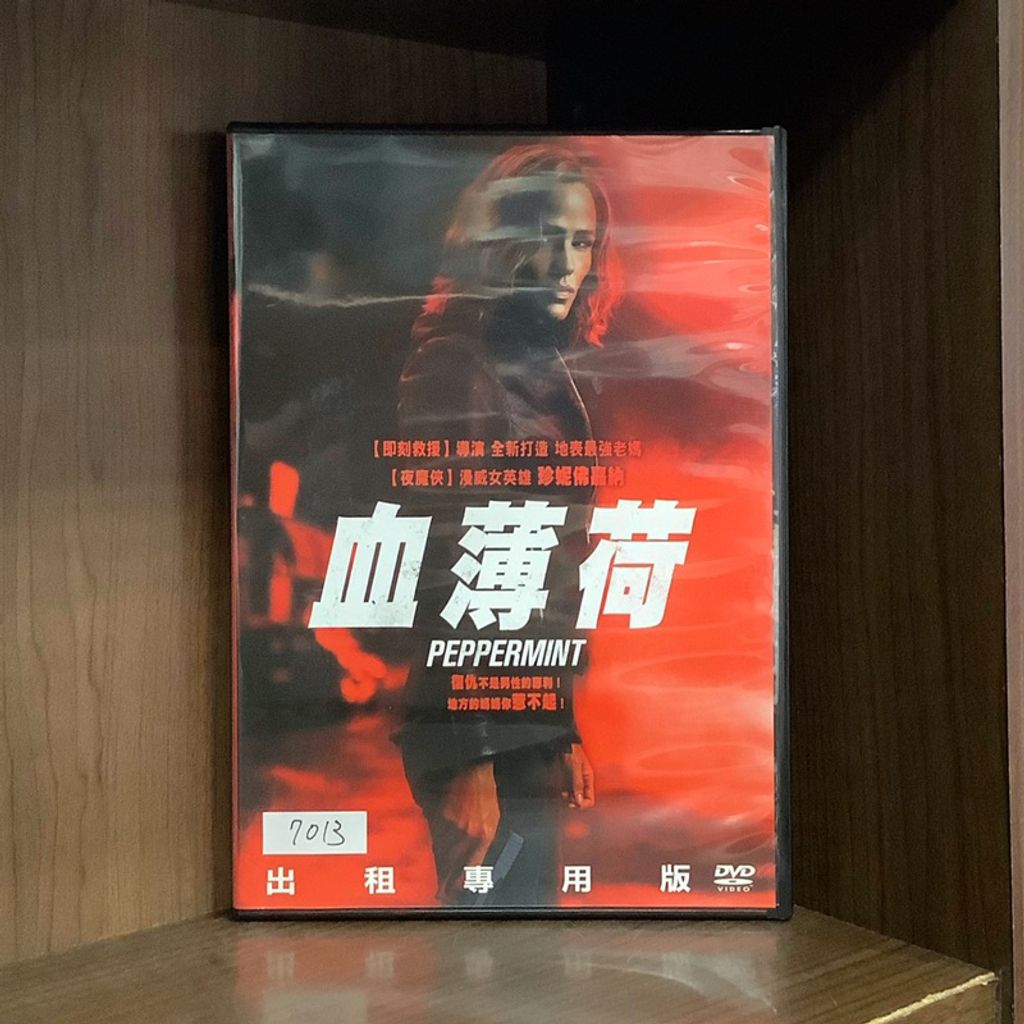 【即刻救援】導演 全新打造 地表最強老媽
【夜魔俠】漫威女英雄 珍妮佛嘉納
血薄荷
PEPPERMINT
復仇不是男性的專利！
地方的媽媽你惹不起！
7013
出租專用版
DVD
VIDEO